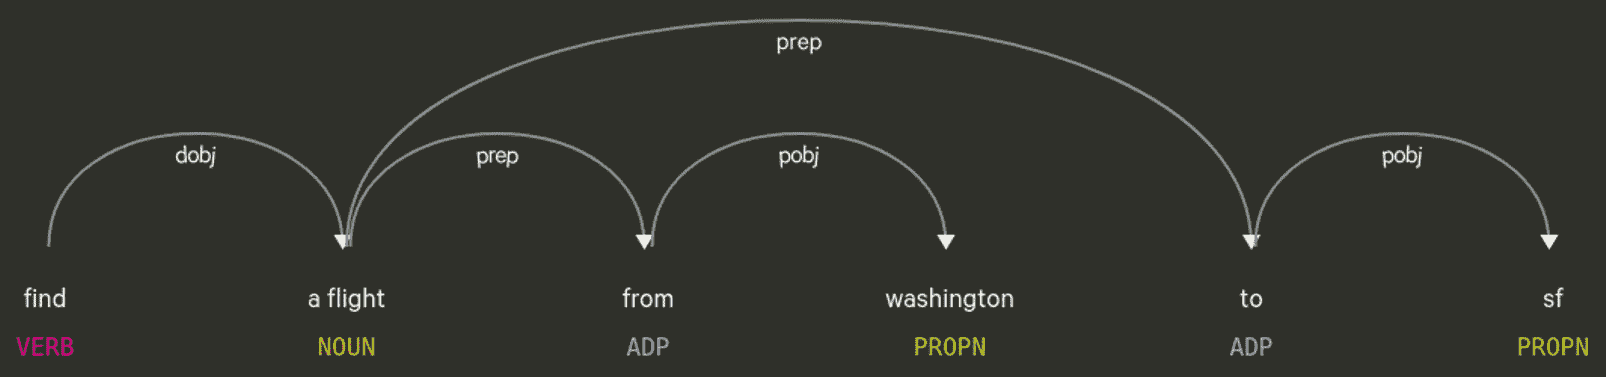 prep
dobj prep pobj pobj
find a flight from washington to sf
VERB NOUN ADP PROPN ADP PROPN